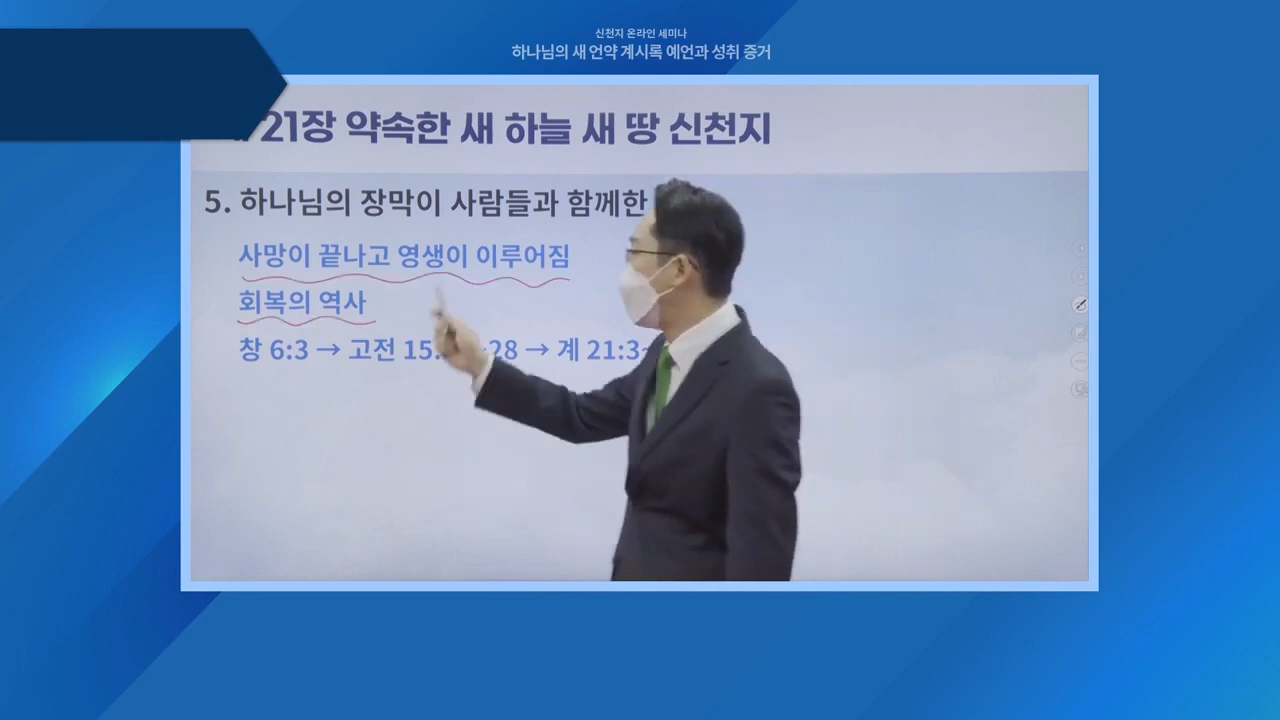 신천지 온라인 세미나
하나님의 새 언약 계시록 예언과 성취 증거
21장 약속한 새 하늘 새 땅 신천지
5. 하나님의 장막이 사람들과 함께한
사망이 끝나고 영생이 이루어짐
회복의 역사
창 6:3 → 고전 15. 28 → 계 21:3~